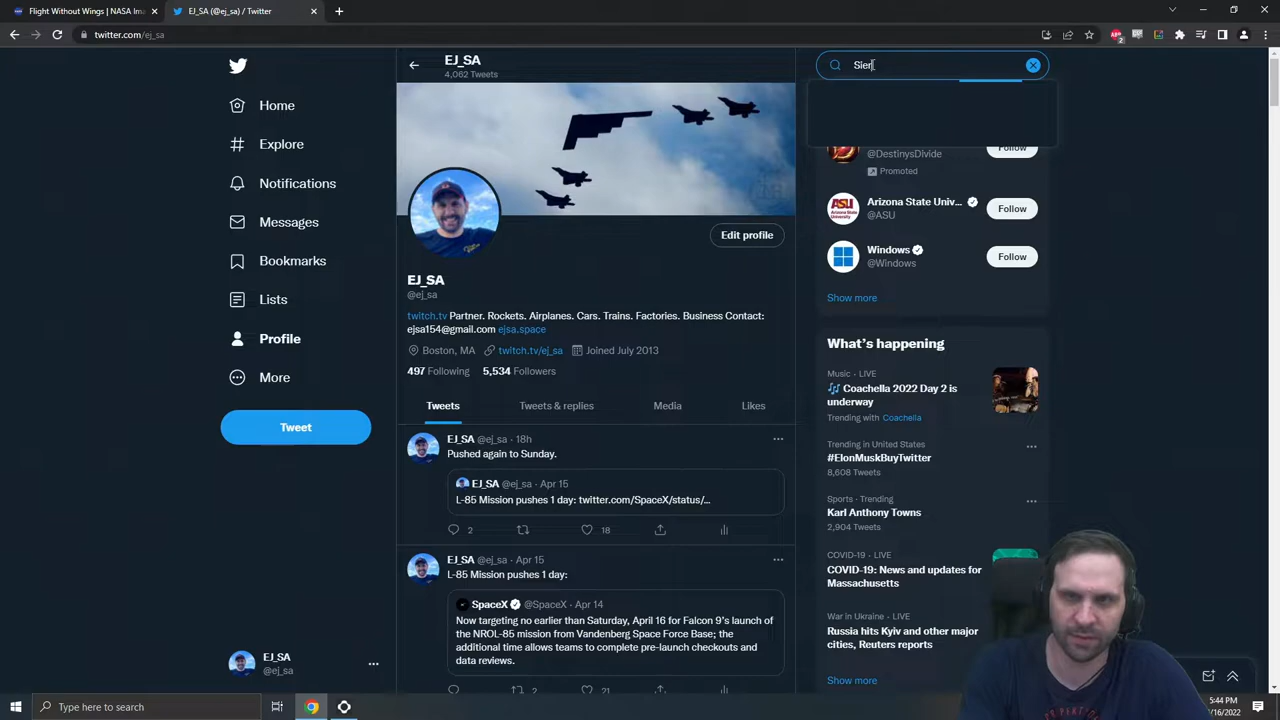 Flight Without Wings | NASA Im
EJ_SA (@ej_sa) / Twitter
twitter.com/ej_sa
2
EJ_SA
4,062 Tweets
Sier
Home
Explore
Notifications
Messages
Bookmarks
Lists
Profile
More
Tweet
Edit profile
EJ_SA
@ej_sa
twitch.tv Partner. Rockets. Airplanes. Cars. Trains. Factories. Business Contact:
ejsa154@gmail.com ejsa.space
Boston, MA twitch.tv/ej_sa Joined July 2013
497 Following 5,534 Followers
Tweets Tweets & replies Media Likes
EJ_SA @ej_sa · 18h
Pushed again to Sunday.
EJ_SA @ej_sa · Apr 15
L-85 Mission pushes 1 day: twitter.com/SpaceX/status/...
2 18
EJ_SA @ej_sa · Apr 15
L-85 Mission pushes 1 day:
SpaceX @SpaceX · Apr 14
Now targeting no earlier than Saturday, April 16 for Falcon 9's launch of
the NROL-85 mission from Vandenberg Space Force Base; the
additional time allows teams to complete pre-launch checkouts and
data reviews.
2 21
@DestinysDivide
Follow
Promoted
Arizona State Univ...
@ASU
Follow
Windows
@Windows
Follow
Show more
What's happening
Music · LIVE
🎶 Coachella 2022 Day 2 is
underway
Trending with Coachella
Trending in United States
#ElonMuskBuyTwitter
8,608 Tweets
Sports · Trending
Karl Anthony Towns
2,904 Tweets
COVID-19 · LIVE
COVID-19: News and updates for
Massachusetts
War in Ukraine · LIVE
Russia hits Kyiv and other major
cities, Reuters reports
Show more
EJ_SA
@ej_sa
Type here to search
5:44 PM
/16/2022